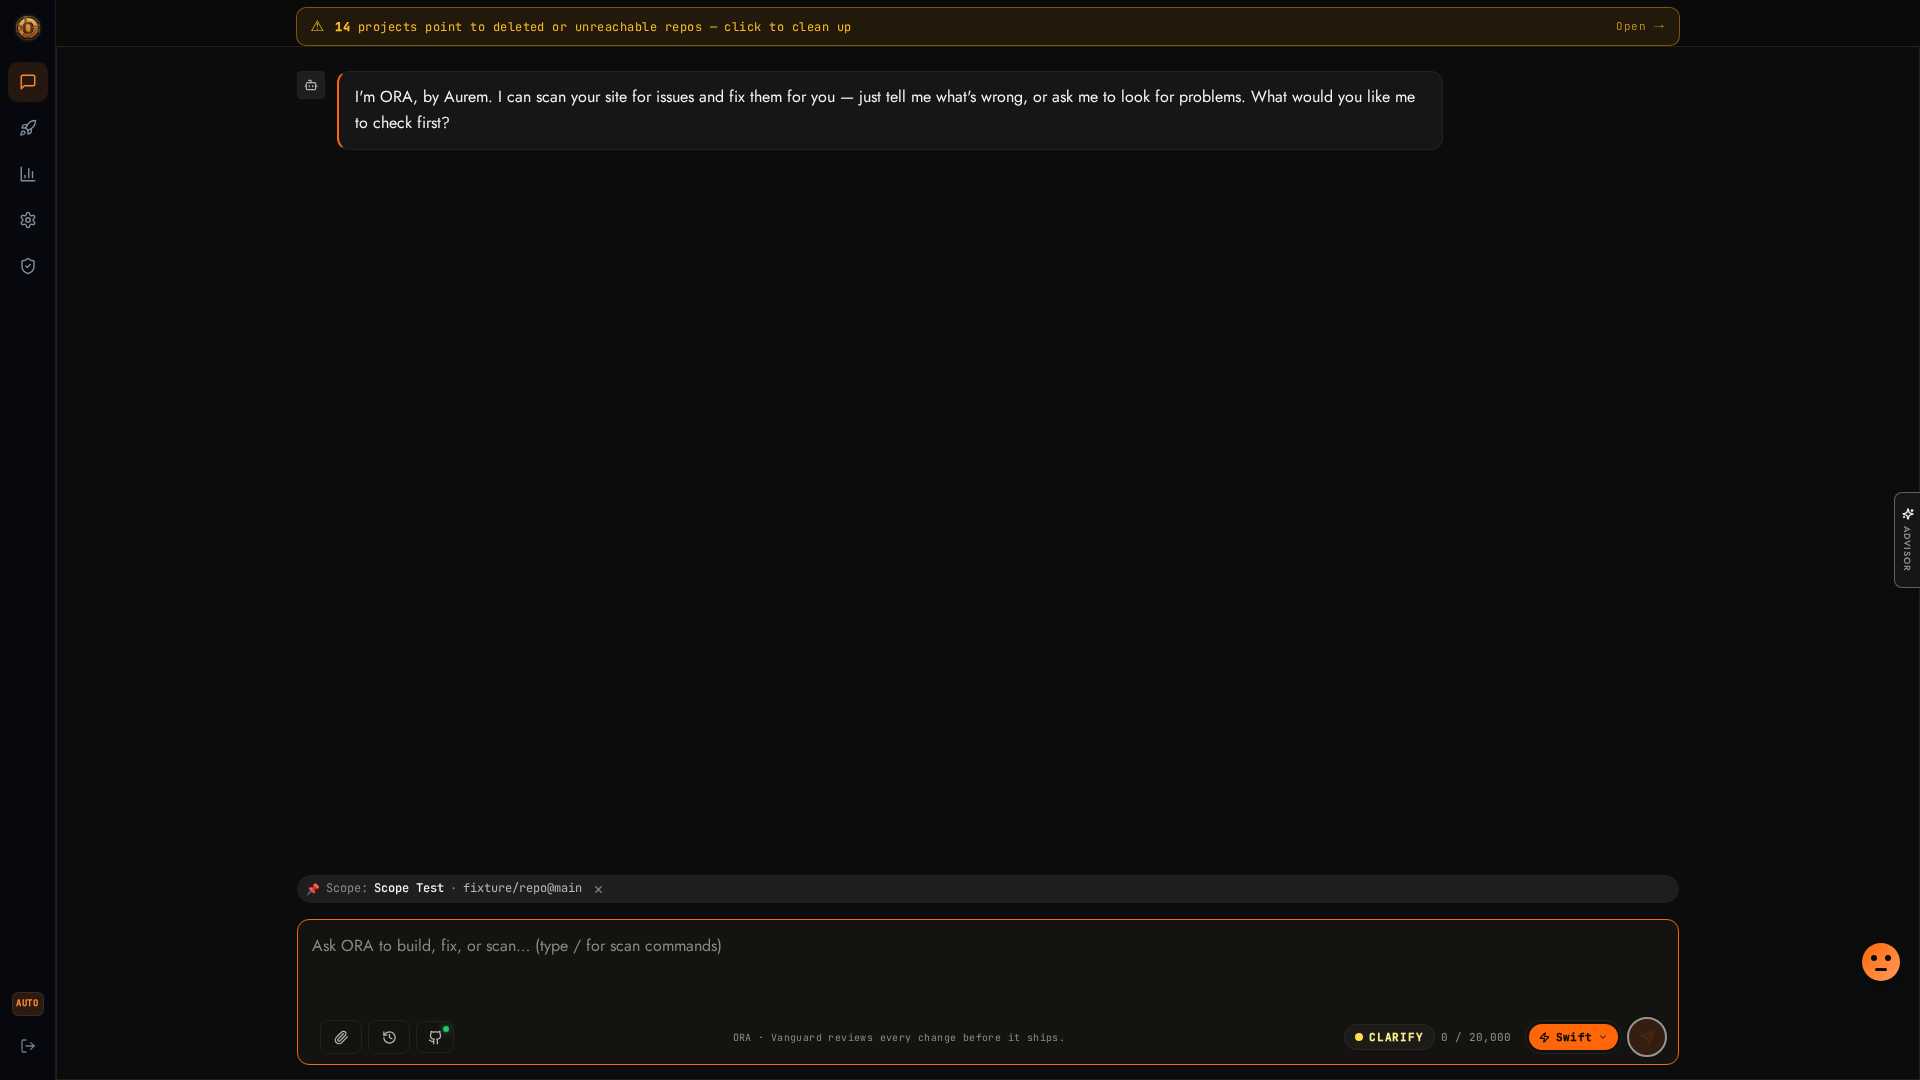 ⚠ 14 projects point to deleted or unreachable repos — click to clean up
Open →
I'm ORA, by Aurem. I can scan your site for issues and fix them for you — just tell me what's wrong, or ask me to look for problems. What would you like me
to check first?
ADVISOR
📌 Scope: Scope Test · fixture/repo@main ×
Ask ORA to build, fix, or scan... (type / for scan commands)
AUTO
ORA · Vanguard reviews every change before it ships.
CLARIFY
0 / 20,000
Swift